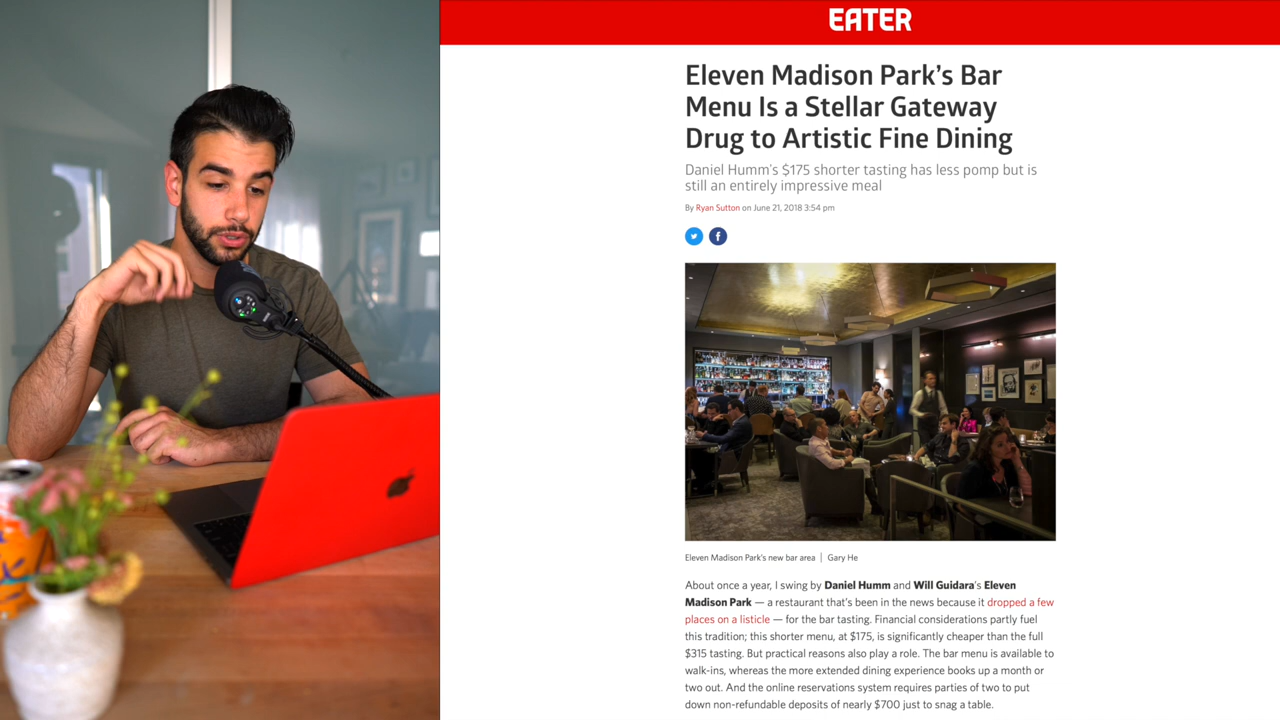 EATER
Eleven Madison Park's Bar
Menu Is a Stellar Gateway
Drug to Artistic Fine Dining
Daniel Humm's $175 shorter tasting has less pomp but is
still an entirely impressive meal
By Ryan Sutton on June 21, 2018 3:54 pm
Eleven Madison Park's new bar area | Gary He
About once a year, I swing by Daniel Humm and Will Guidara's Eleven
Madison Park — a restaurant that's been in the news because it dropped a few
places on a listicle — for the bar tasting. Financial considerations partly fuel
this tradition; this shorter menu, at $175, is significantly cheaper than the full
$315 tasting. But practical reasons also play a role. The bar menu is available to
walk-ins, whereas the more extended dining experience books up a month or
two out. And the online reservations system requires parties of two to put
down non-refundable deposits of nearly $700 just to snag a table.